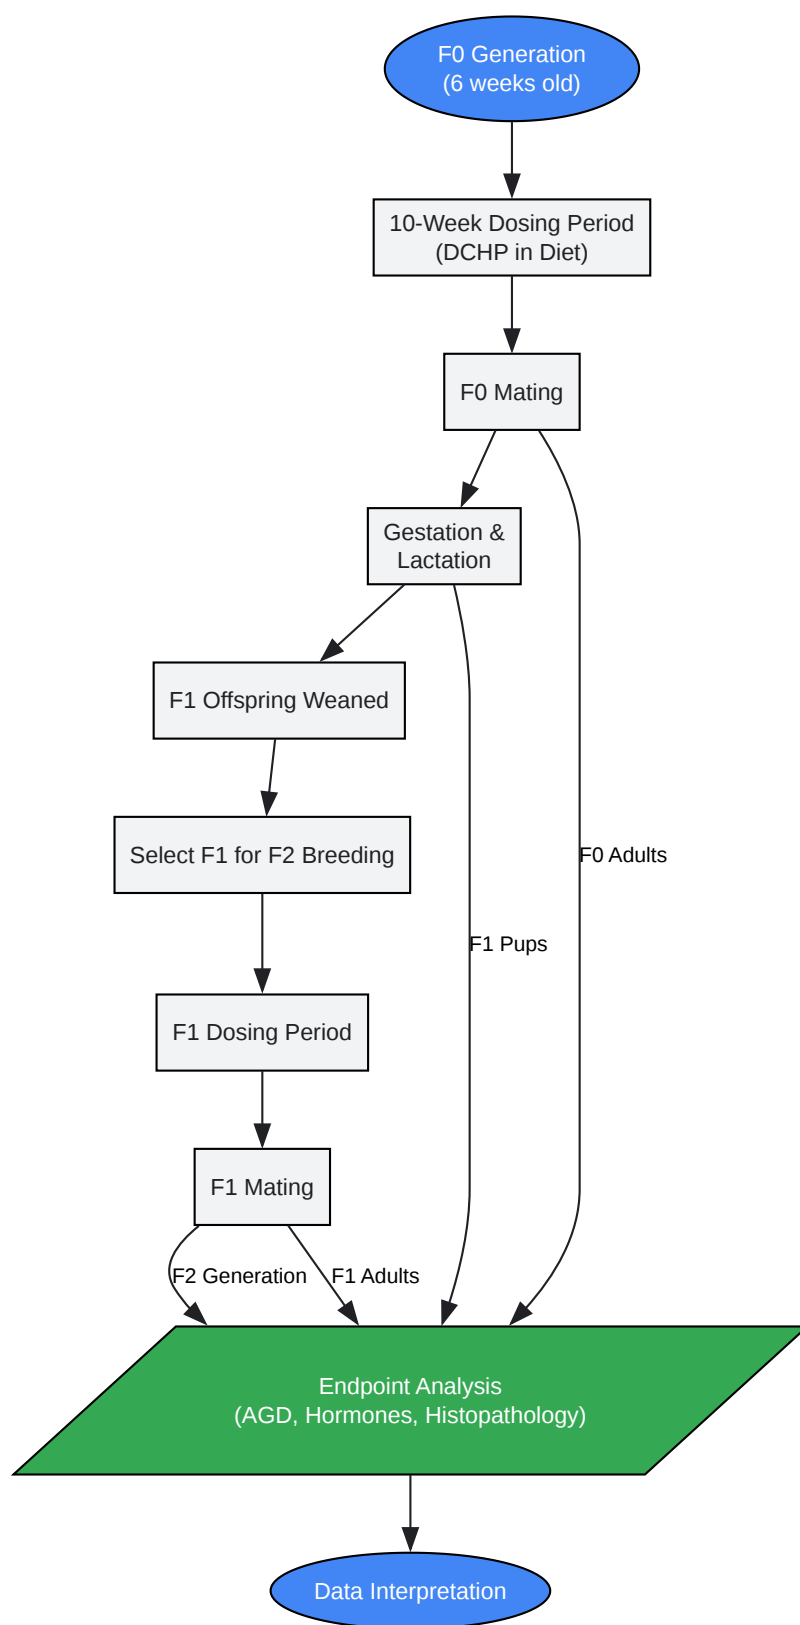 F0 Generation
(6 weeks old)
10-Week Dosing Period
(DCHP in Diet)
F0 Mating
Gestation &
Lactation
F1 Offspring Weaned
Select F1 for F2 Breeding
F0 Adults
F1 Pups
F1 Dosing Period
F1 Mating
F2 Generation
F1 Adults
Endpoint Analysis
(AGD, Hormones, Histopathology)
Data Interpretation